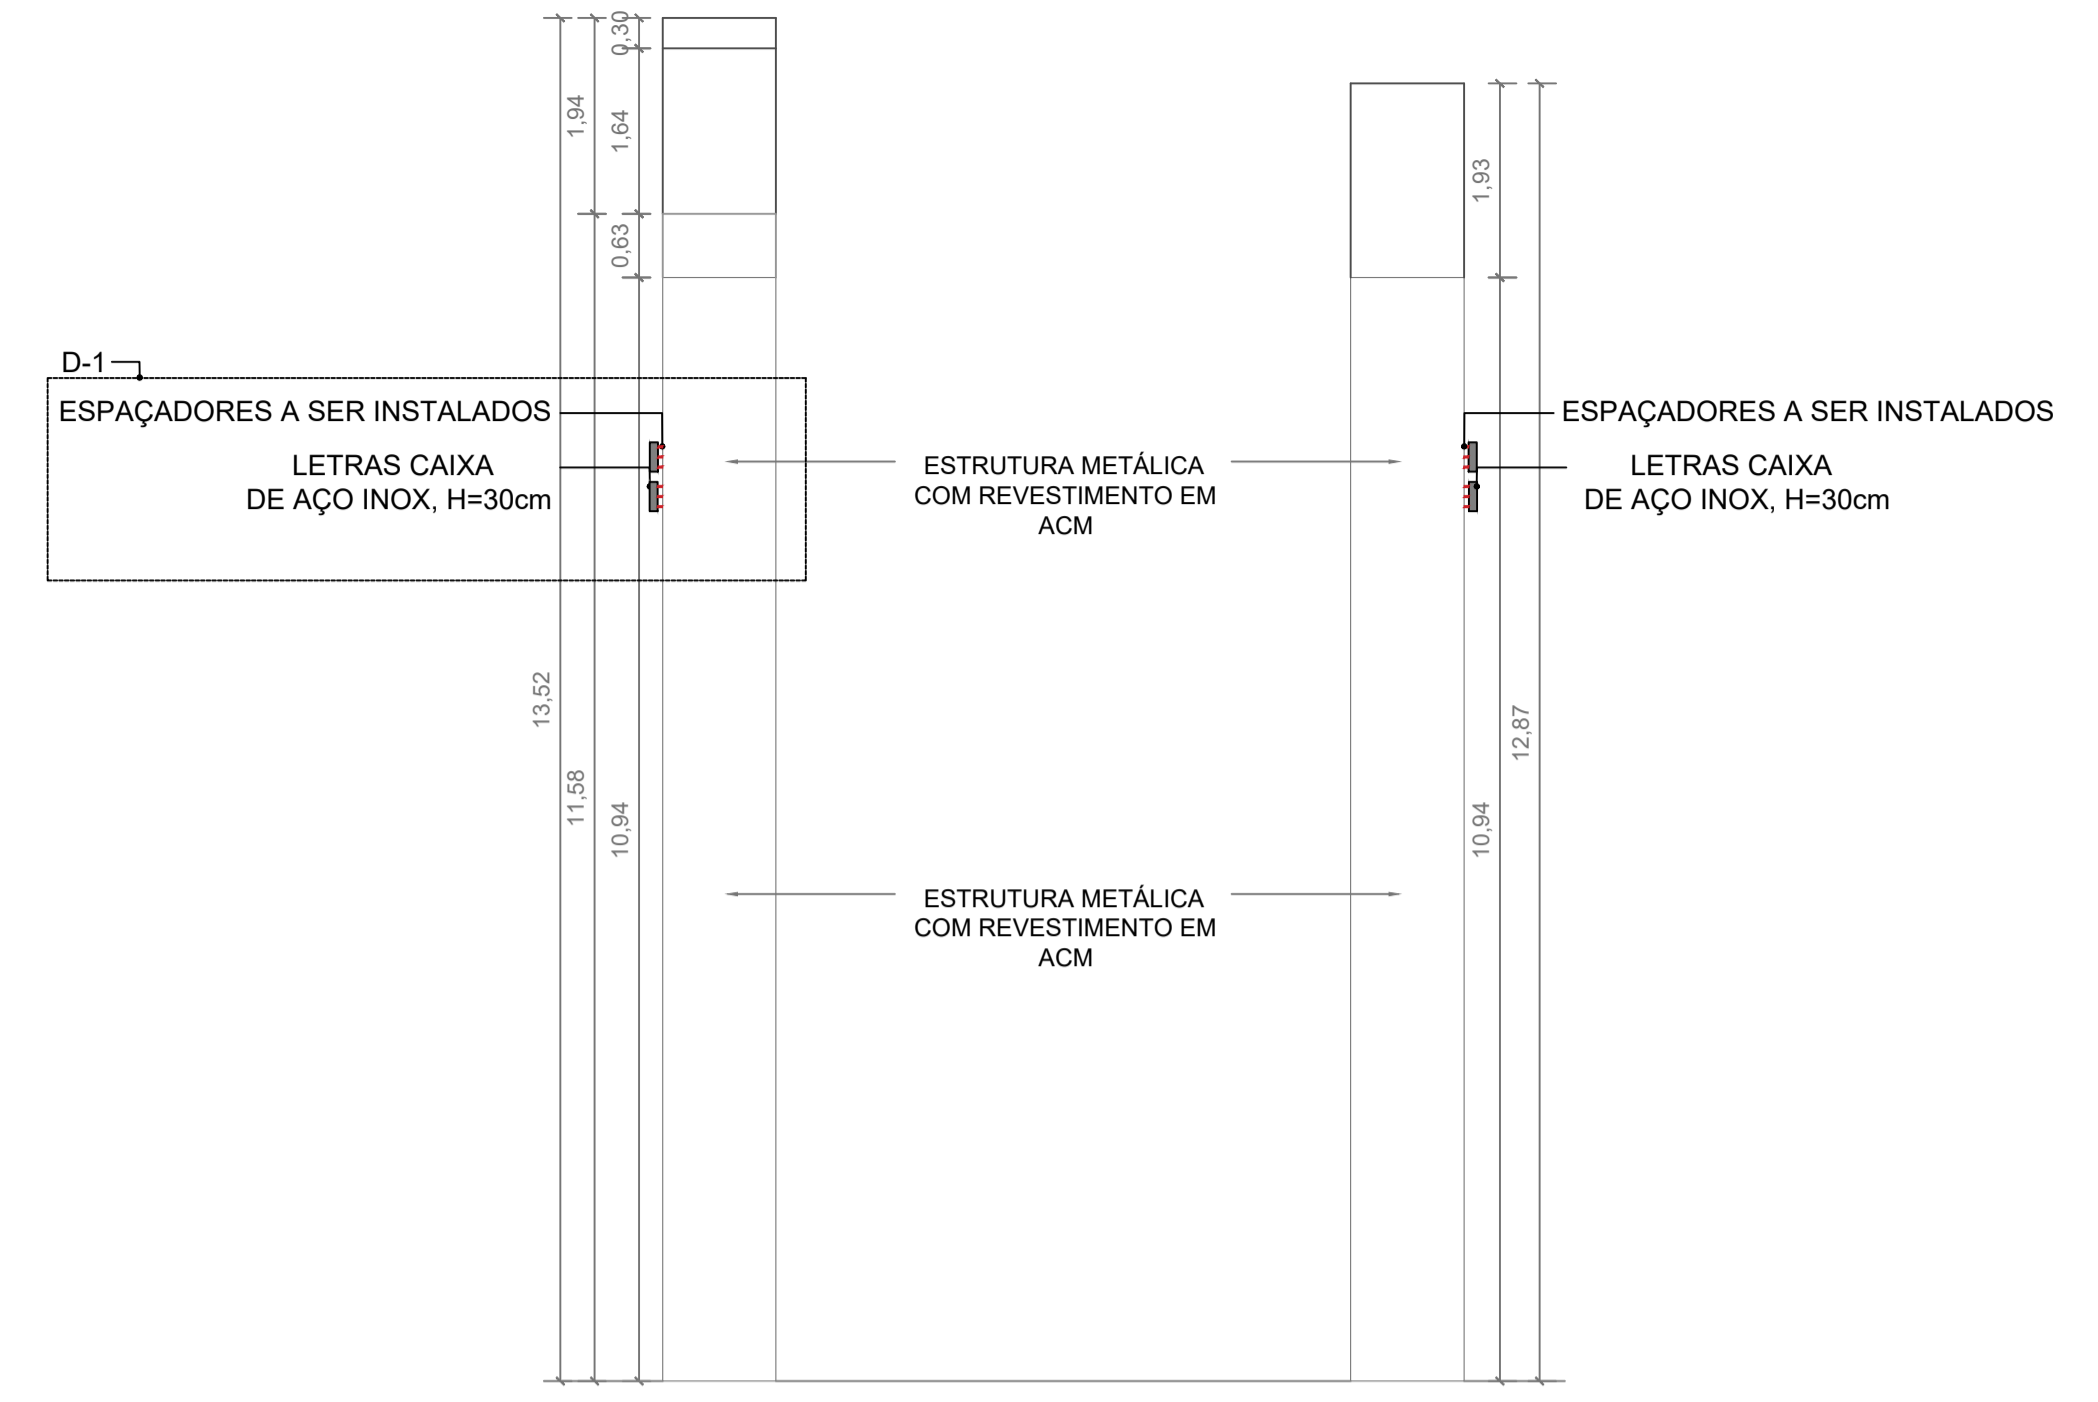 0,30
1,94
1,64
1,93
0,63
D-1
ESPAÇADORES A SER INSTALADOS
LETRAS CAIXA
DE AÇO INOX, H=30cm
ESTRUTURA METÁLICA
COM REVESTIMENTO EM
ACM
ESPAÇADORES A SER INSTALADOS
LETRAS CAIXA
DE AÇO INOX, H=30cm
13,52
11,58
10,94
12,87
10,94
ESTRUTURA METÁLICA
COM REVESTIMENTO EM
ACM